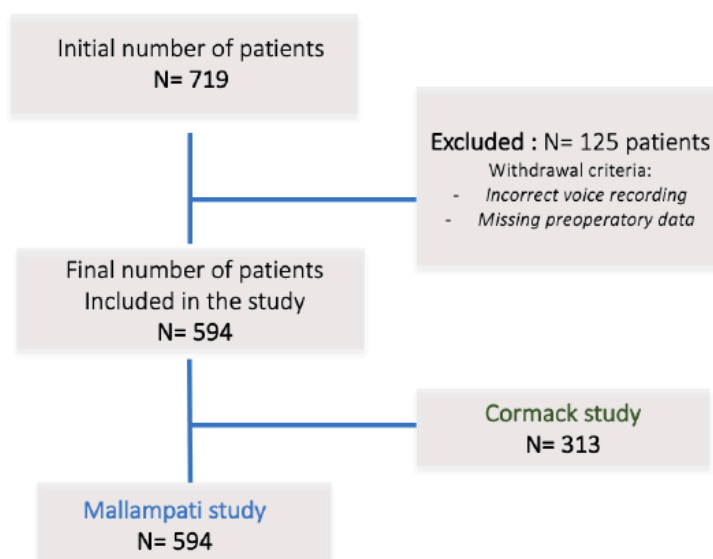 Initial number of patients
N= 719
Excluded : N= 125 patients
Withdrawal criteria:
- Incorrect voice recording
- Missing preoperatory data
Final number of patients
Included in the study
N= 594
Cormack study
N= 313
Mallampati study
N= 594